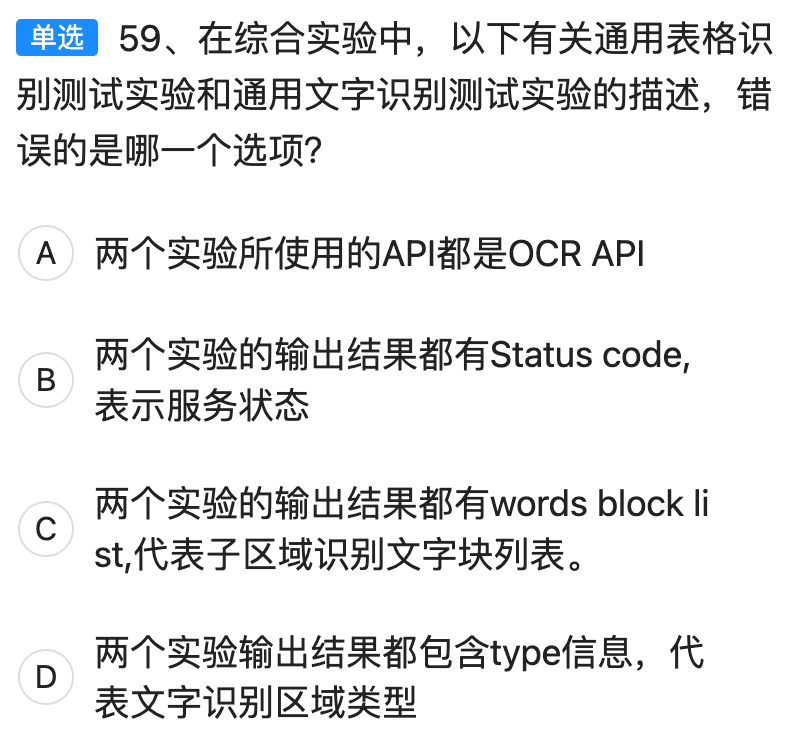 单选 59、在综合实验中，以下有关通用表格识
别测试实验和通用文字识别测试实验的描述，错
误的是哪一个选项?
A 两个实验所使用的API都是OCR API
B 两个实验的输出结果都有Status code,
表示服务状态
C 两个实验的输出结果都有words block li
st,代表子区域识别文字块列表。
D 两个实验输出结果都包含type信息，代
表文字识别区域类型